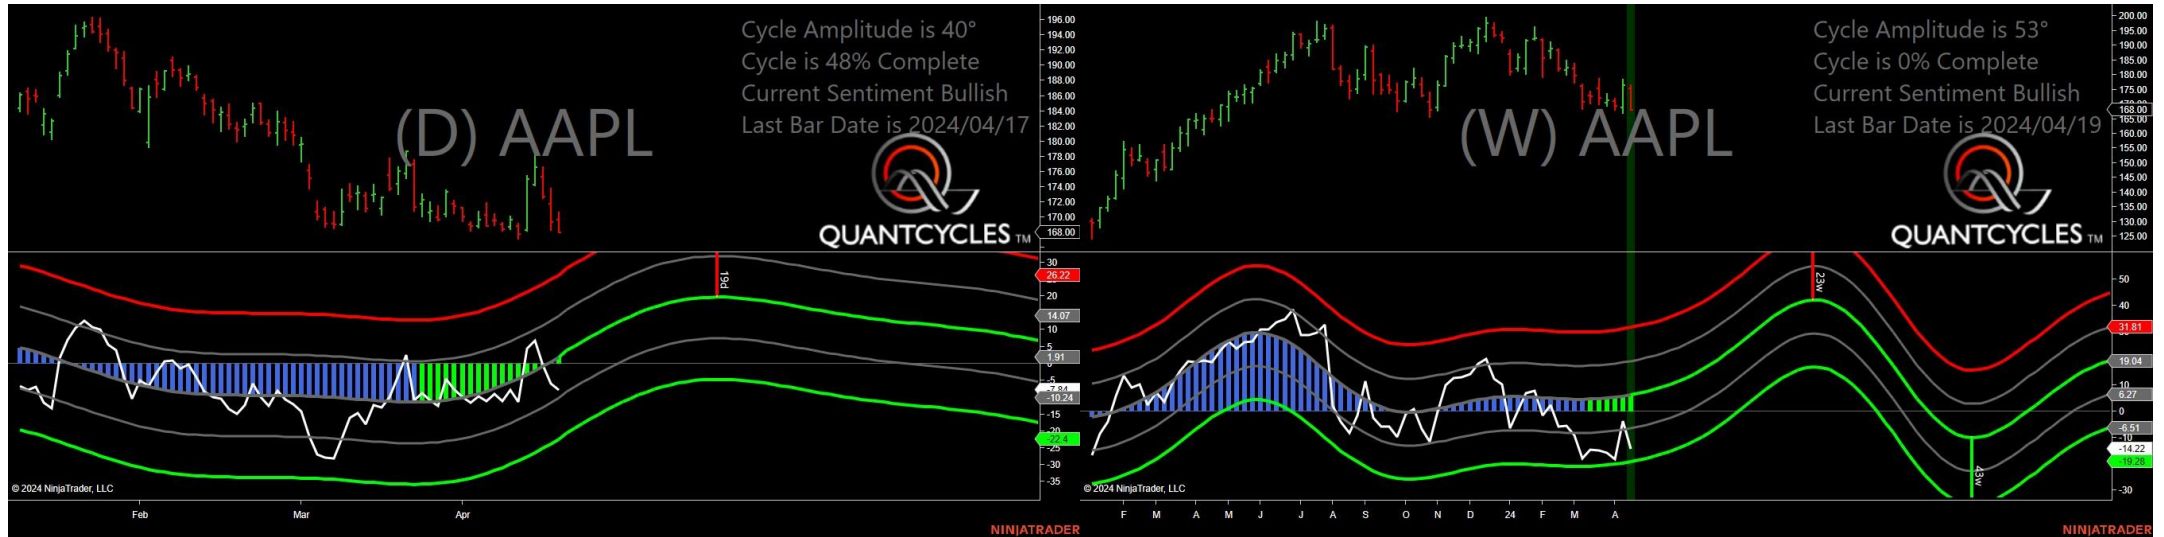 Cycle Amplitude is 40°
Cycle is 48% Complete
Current Sentiment Bullish
Last Bar Date is 2024/04/17
(D) AAPL
QUANTCYCLES TM
196.00
194.00
192.00
190.00
188.00
186.00
184.00
182.00
180.00
178.00
176.00
174.00
172.00
170.00
168.00
19d
30
26.22
20
14.07
10
5
1.91
0
-5
-7.84
-10.24
-15
-20
-22.4
-25
-30
-35
© 2024 NinjaTrader, LLC
Feb
Mar
Apr
NINJATRADER
Cycle Amplitude is 53°
Cycle is 0% Complete
Current Sentiment Bullish
Last Bar Date is 2024/04/19
(W) AAPL
QUANTCYCLES TM
200.00
195.00
190.00
185.00
180.00
175.00
168.00
165.00
160.00
155.00
150.00
145.00
140.00
135.00
130.00
125.00
23w
43w
50
40
31.81
19.04
10
6.27
0
-6.51
-10
-14.22
-19.28
-30
© 2024 NinjaTrader, LLC
F M A M J J A S O N D 24 F M A
NINJATRADER